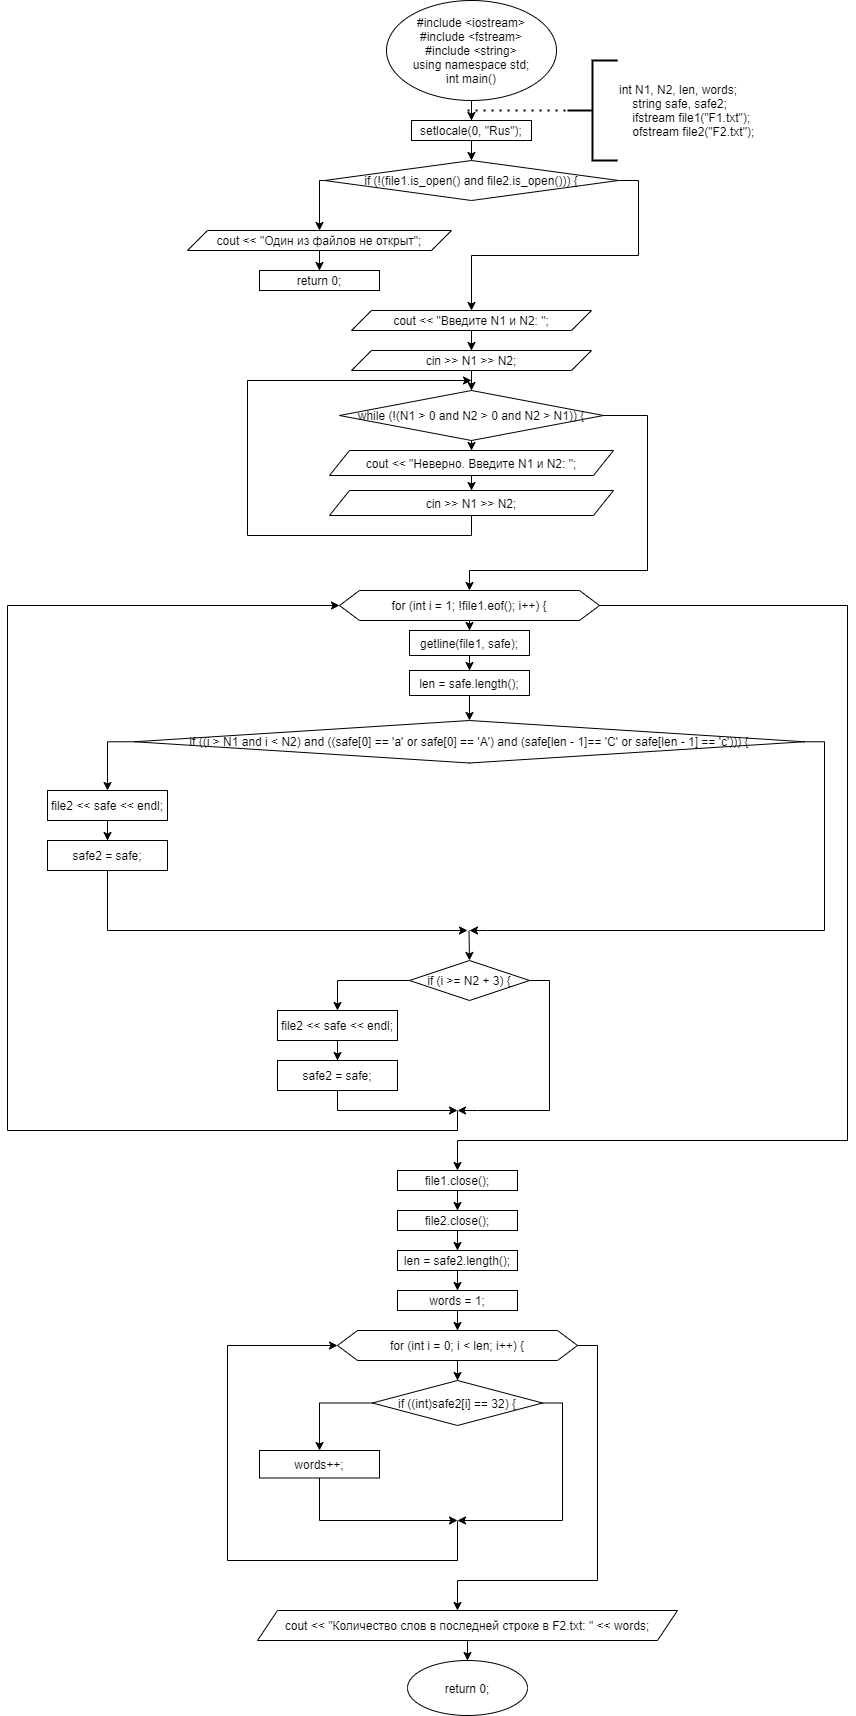 #include <iostream>
#include <fstream>
#include <string>
using namespace std;
int main()
int N1, N2, len, words;
string safe, safe2;
ifstream file1("F1.txt");
ofstream file2("F2.txt");
setlocale(0, "Rus");
if (!(file1.is_open() and file2.is_open())) {
cout << "Один из файлов не открыт";
return 0;
cout << "Введите N1 и N2: ";
cin >> N1 >> N2;
while (!(N1 > 0 and N2 > 0 and N2 > N1)) {
cout << "Неверно. Введите N1 и N2: ";
cin >> N1 >> N2;
for (int i = 1; !file1.eof(); i++) {
getline(file1, safe);
len = safe.length();
if ((i > N1 and i < N2) and ((safe[0] == 'a' or safe[0] == 'A') and (safe[len - 1]== 'C' or safe[len - 1] == 'c'))) {
file2 << safe << endl;
safe2 = safe;
if (i >= N2 + 3) {
file2 << safe << endl;
safe2 = safe;
file1.close();
file2.close();
len = safe2.length();
words = 1;
for (int i = 0; i < len; i++) {
if ((int)safe2[i] == 32) {
words++;
cout << "Количество слов в последней строке в F2.txt: " << words;
return 0;